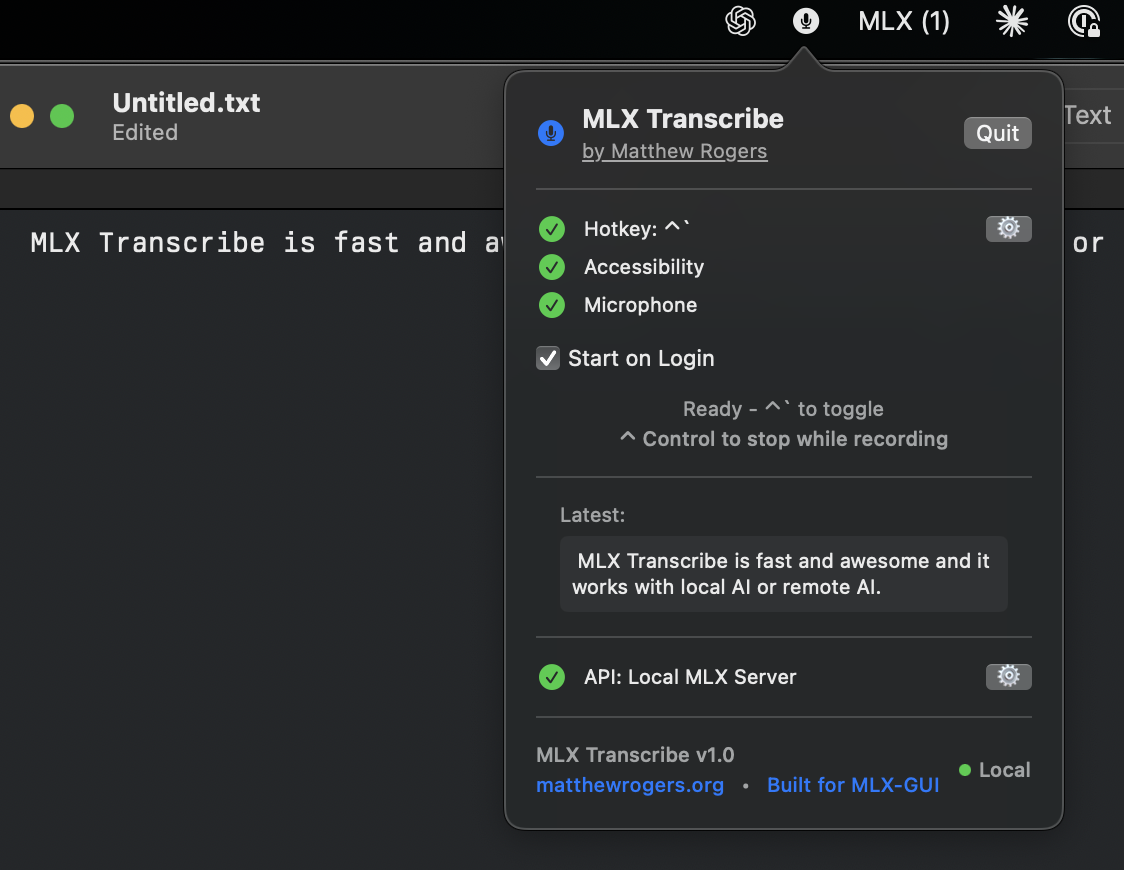 MLX (1)
Untitled.txt
Edited
Text
MLX Transcribe is fast and
or
MLX Transcribe
by Matthew Rogers
Quit
Hotkey: ^`
Accessibility
Microphone
Start on Login
Ready - ^` to toggle
^ Control to stop while recording
Latest:
MLX Transcribe is fast and awesome and it
works with local AI or remote AI.
API: Local MLX Server
MLX Transcribe v1.0
matthewrogers.org • Built for MLX-GUI
Local